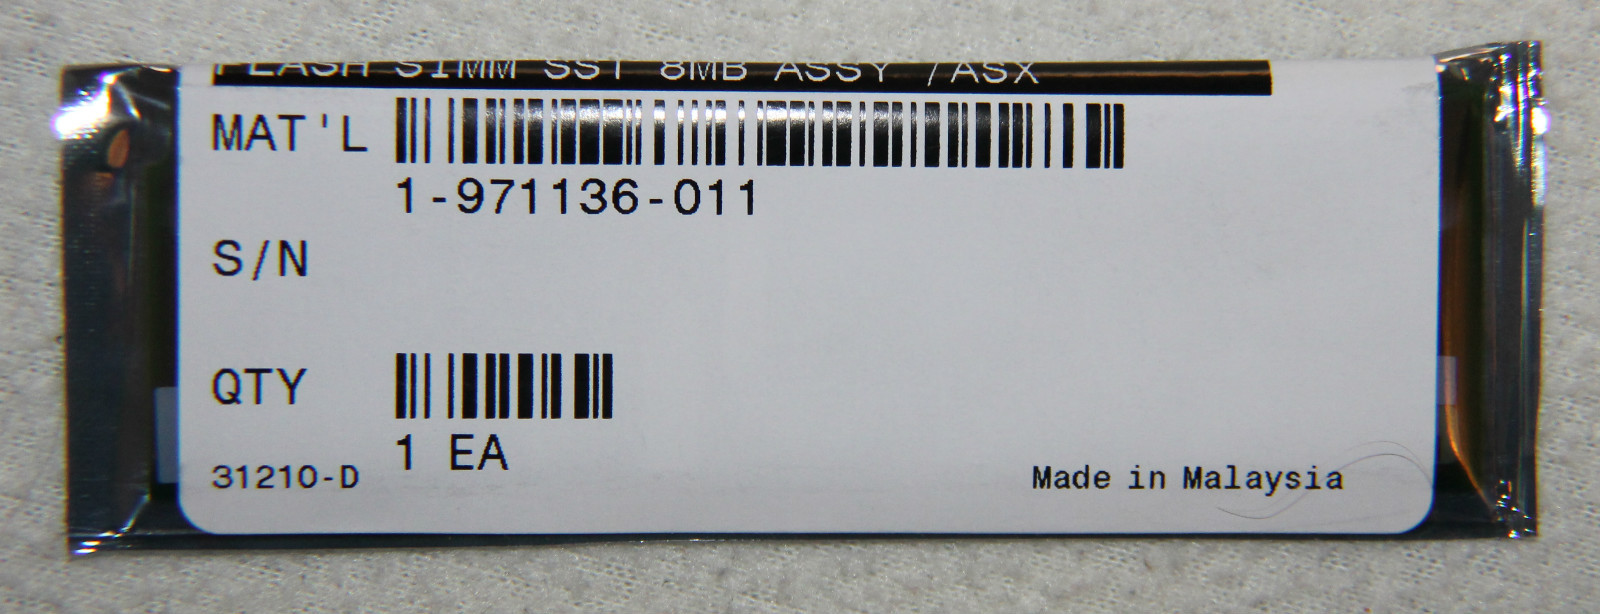 FLASH SIMM SST 8MB ASSY /ASX
MAT'L
1-971136-011
S/N
QTY
1 EA
31210-D
Made in Malaysia